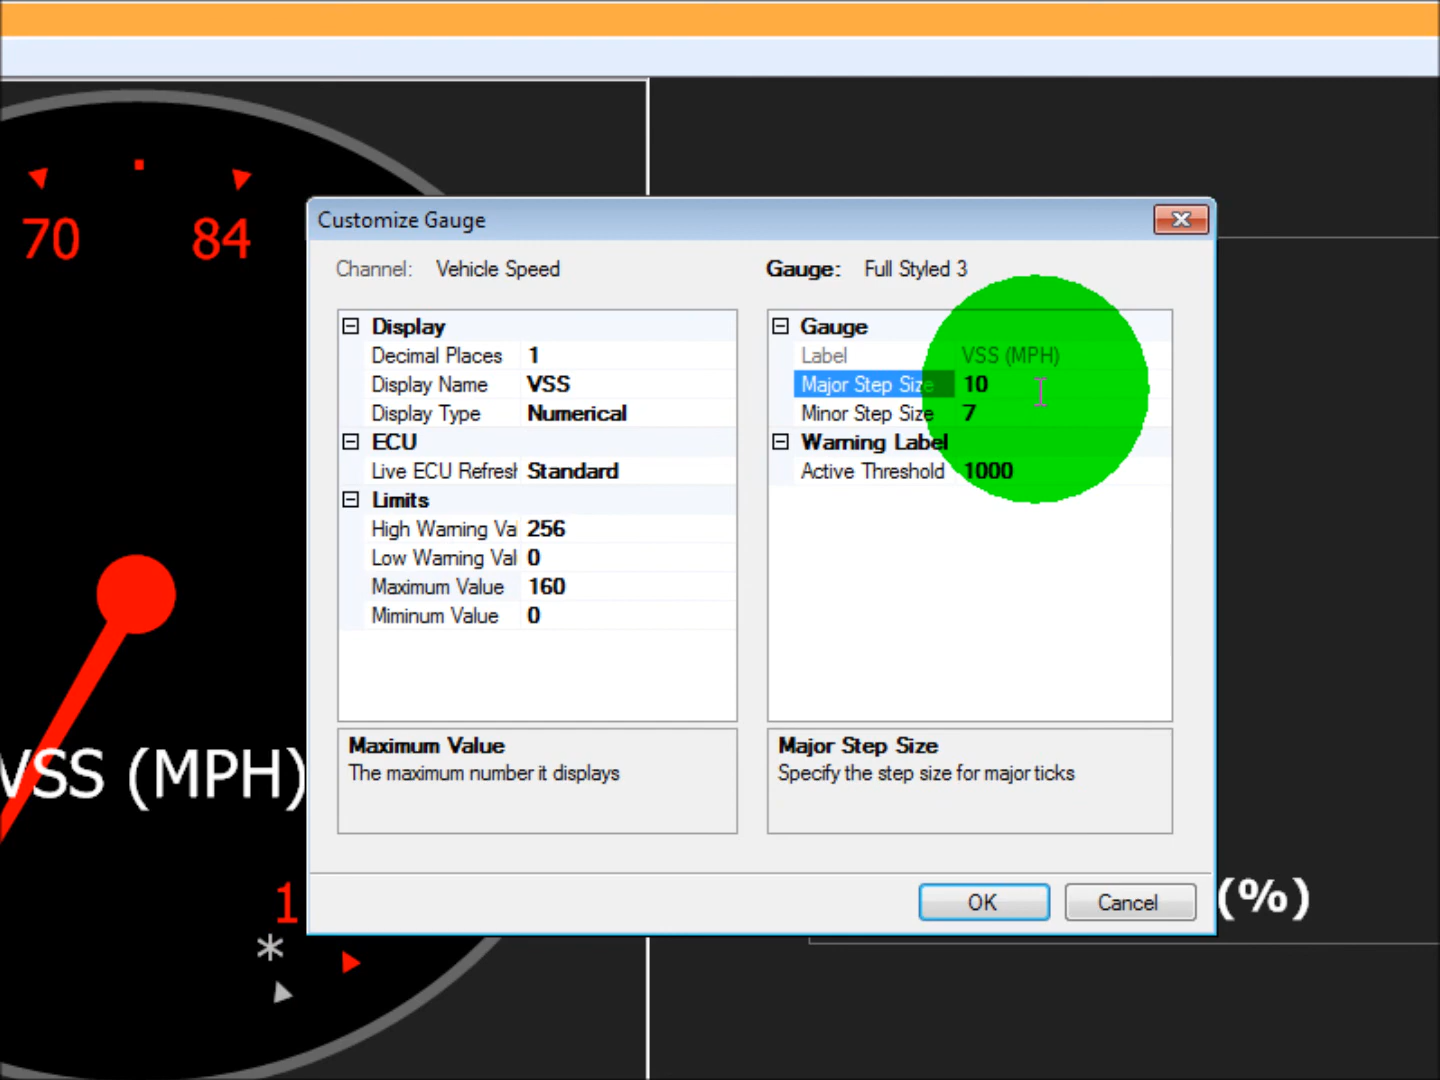 70
84
Customize Gauge
Channel: Vehicle Speed
Gauge: Full Styled 3
Display
Decimal Places 1
Display Name VSS
Display Type Numerical
ECU
Live ECU Refresh Standard
Limits
High Warning Val 256
Low Warning Val 0
Maximum Value 160
Miminum Value 0
Gauge
Label VSS (MPH)
Major Step Size 10
Minor Step Size 7
Warning Label
Active Threshold 1000
Maximum Value
The maximum number it displays
Major Step Size
Specify the step size for major ticks
OK
Cancel
VSS (MPH)
1
*
(%)